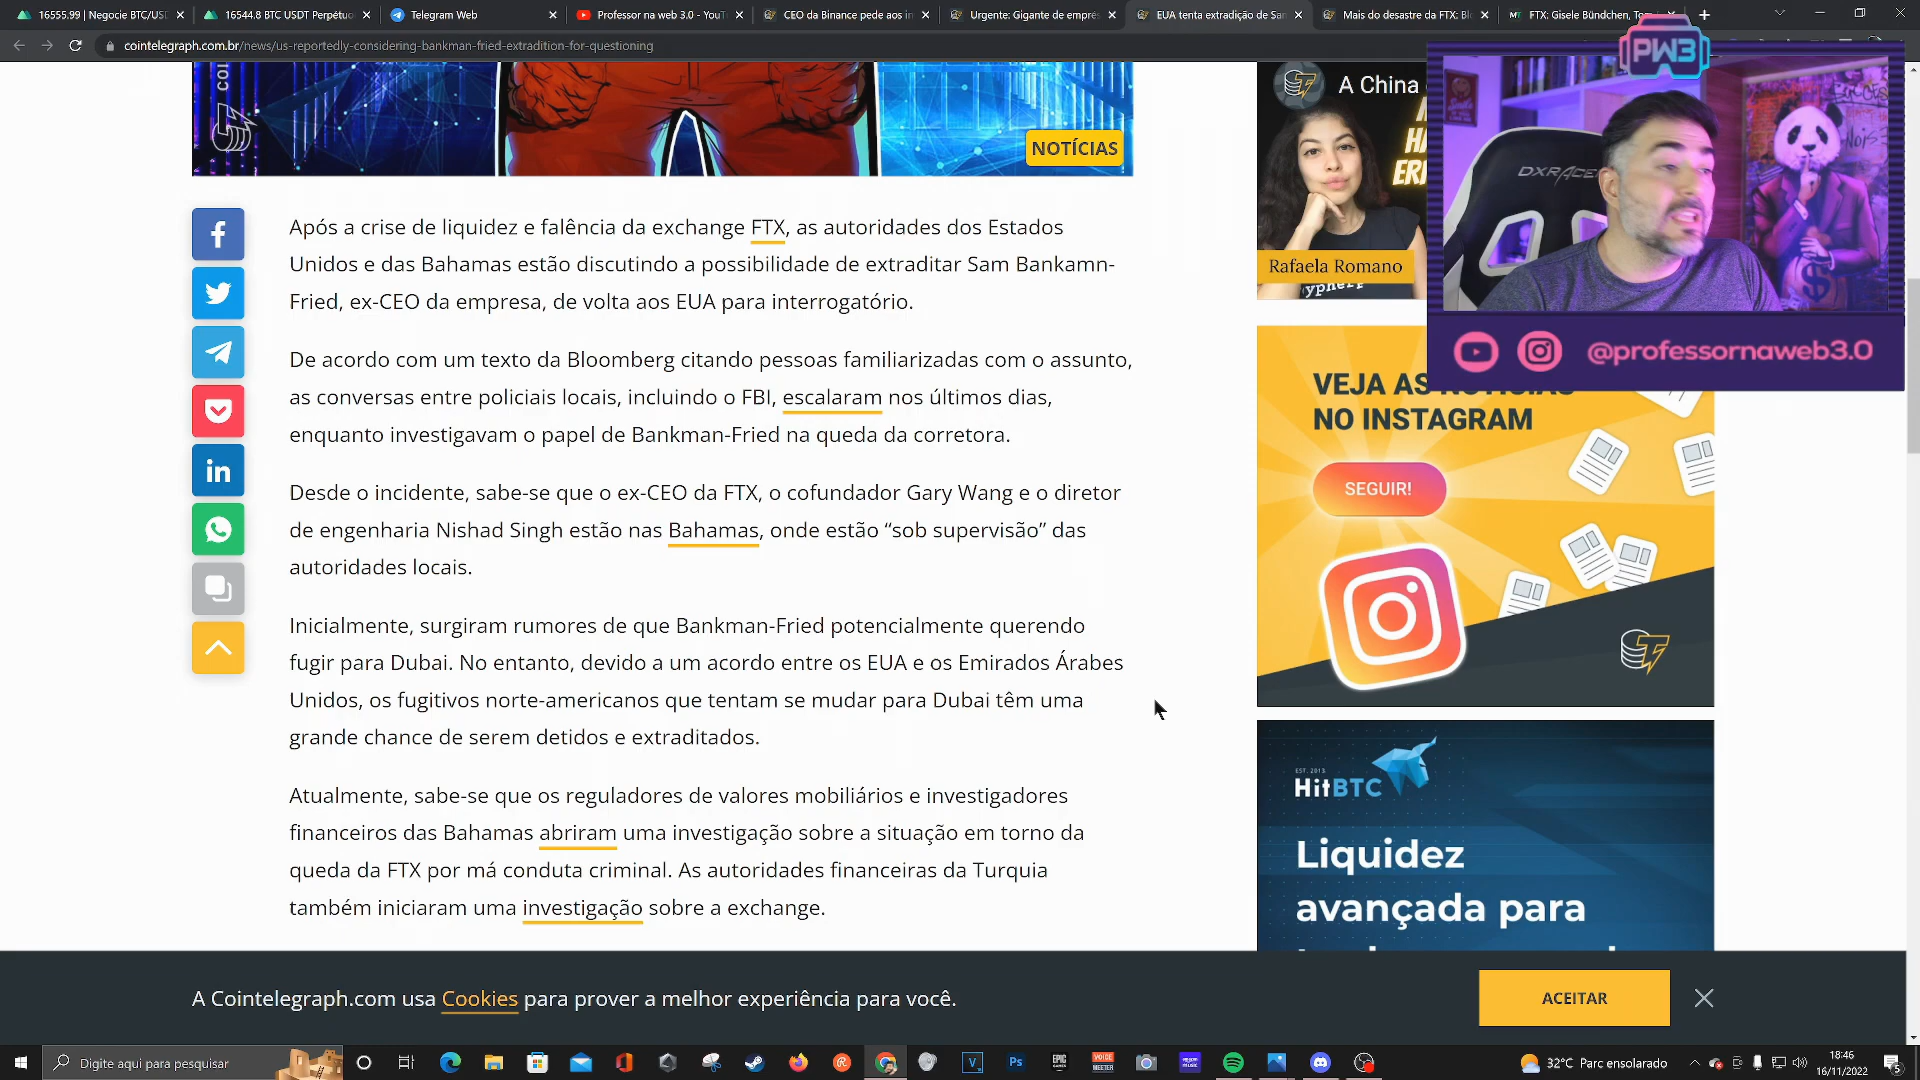 16555.99 | Negocie BTC/USD
16544.8 BTC USDT Perpétuo
Telegram Web
Professor na web 3.0 - YouT
CEO da Binance pede aos in
Urgente: Gigante de empres
EUA tenta extradição de San
Mais do desastre da FTX: Bl
FTX: Gisele Bündchen, Tom
cointelegraph.com.br/news/us-reportedly-considering-bankman-fried-extradition-for-questioning
PW3
COI
NOTÍCIAS
A China
Rafaela Romano
DXRACER
@professornaweb3.0
Após a crise de liquidez e falência da exchange FTX, as autoridades dos Estados
Unidos e das Bahamas estão discutindo a possibilidade de extraditar Sam Bankamn-
Fried, ex-CEO da empresa, de volta aos EUA para interrogatório.
De acordo com um texto da Bloomberg citando pessoas familiarizadas com o assunto,
as conversas entre policiais locais, incluindo o FBI, escalaram nos últimos dias,
enquanto investigavam o papel de Bankman-Fried na queda da corretora.
Desde o incidente, sabe-se que o ex-CEO da FTX, o cofundador Gary Wang e o diretor
de engenharia Nishad Singh estão nas Bahamas, onde estão “sob supervisão” das
autoridades locais.
Inicialmente, surgiram rumores de que Bankman-Fried potencialmente querendo
fugir para Dubai. No entanto, devido a um acordo entre os EUA e os Emirados Árabes
Unidos, os fugitivos norte-americanos que tentam se mudar para Dubai têm uma
grande chance de serem detidos e extraditados.
Atualmente, sabe-se que os reguladores de valores mobiliários e investigadores
financeiros das Bahamas abriram uma investigação sobre a situação em torno da
queda da FTX por má conduta criminal. As autoridades financeiras da Turquia
também iniciaram uma investigação sobre a exchange.
VEJA AS NOTÍCIAS
NO INSTAGRAM
SEGUIR!
EST. 2013
HitBTC
Liquidez
avançada para
A Cointelegraph.com usa Cookies para prover a melhor experiência para você.
ACEITAR
Digite aqui para pesquisar
32°C Parc ensolarado
18:46
16/11/2022
5